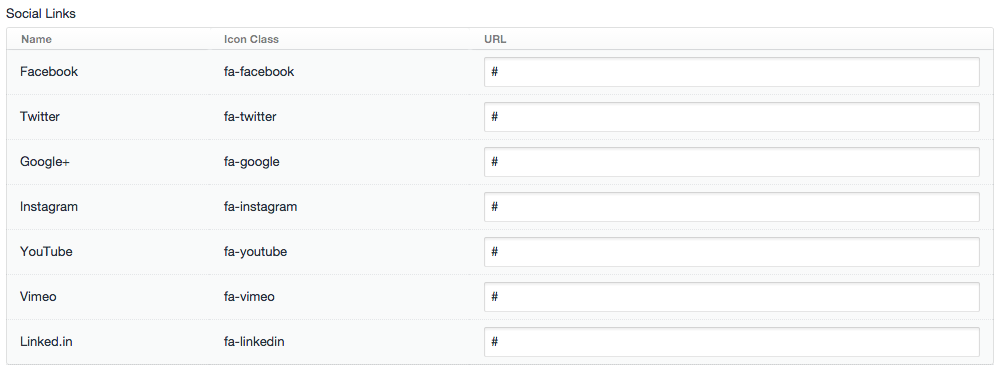 Social Links
Name Icon Class URL
Facebook fa-facebook #
Twitter fa-twitter #
Google+ fa-google #
Instagram fa-instagram #
YouTube fa-youtube #
Vimeo fa-vimeo #
Linked.in fa-linkedin #